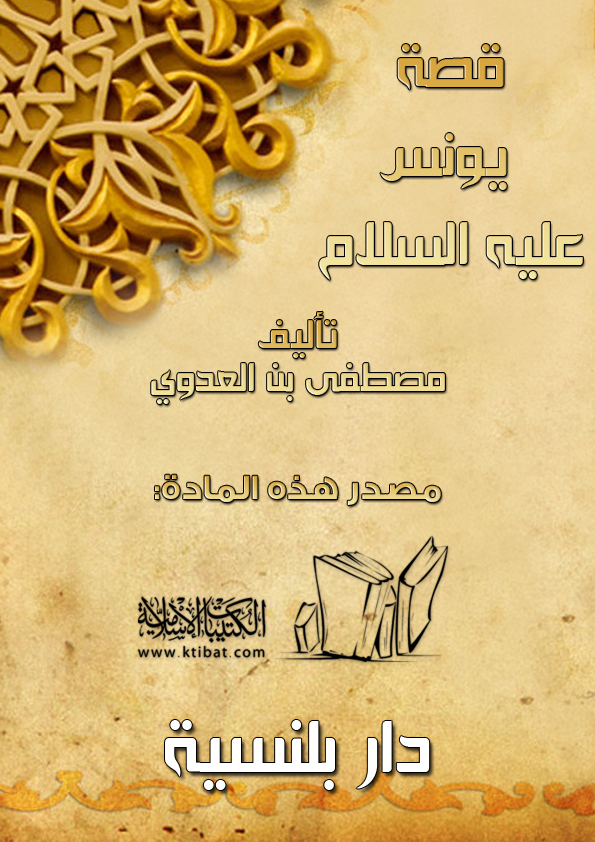 قصة
يونس
عليه السلام
تأليف
مصطفى بن العدوي
مصدر هذه المادة:
الكتيبات الإسلامية
www.ktibat.com
دار بلنسية